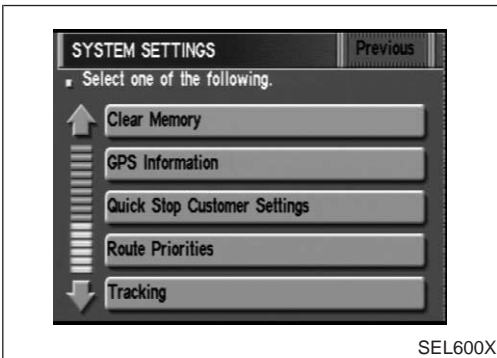 SYSTEM SETTINGS
Previous
Select one of the following.
Clear Memory
GPS Information
Quick Stop Customer Settings
Route Priorities
Tracking
SEL600X